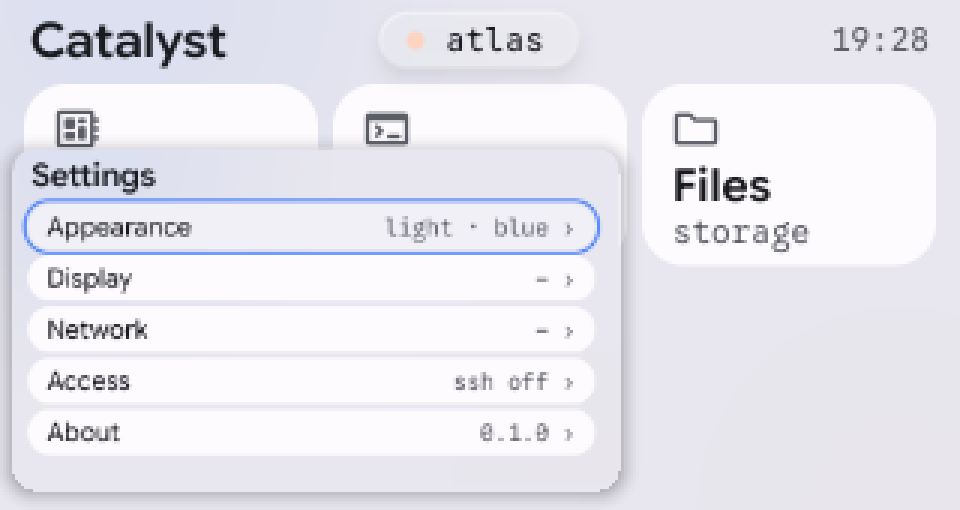 Catalyst
atlas
19:28
Settings
Appearance light · blue ›
Display – ›
Network – ›
Access ssh off ›
About 0.1.0 ›
Files
storage